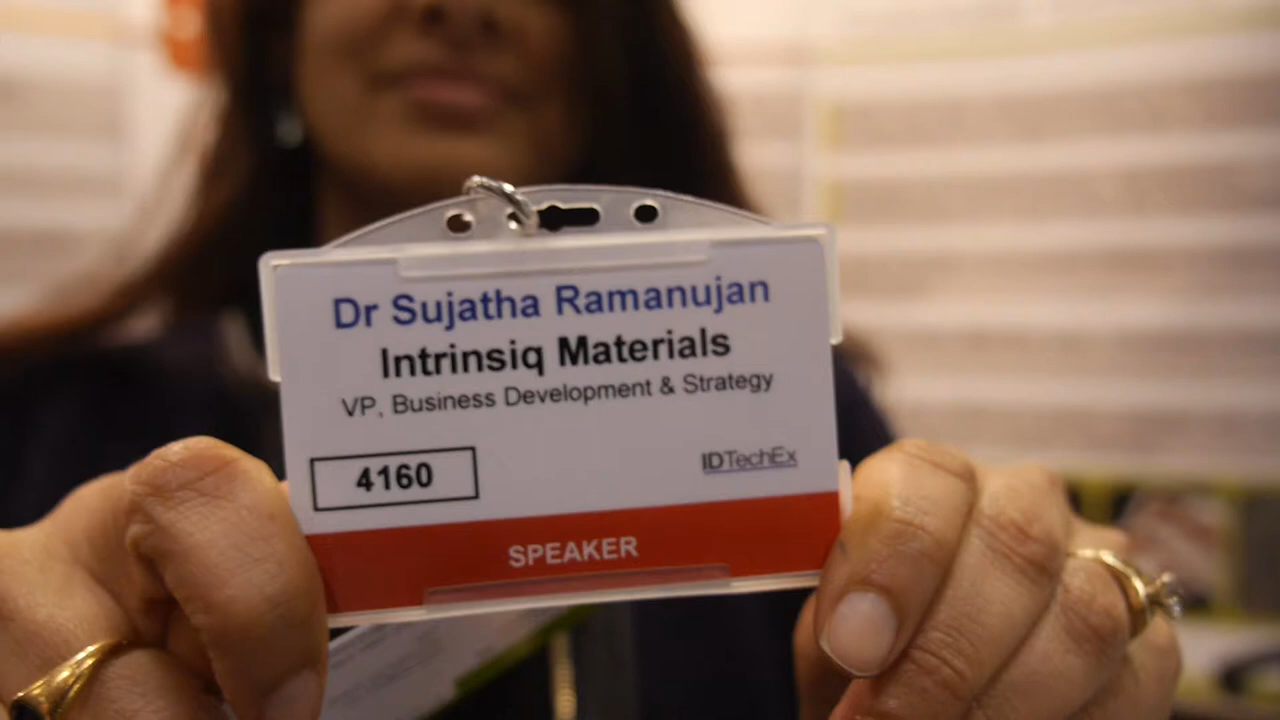 Dr Sujatha Ramanujan
Intrinsiq Materials
VP, Business Development & Strategy
4160
IDTechEx
SPEAKER